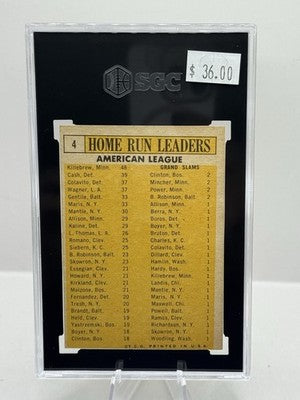 SGC
$ 36.00
4 HOME RUN LEADERS
AMERICAN LEAGUE
Killebrew, Minn. 48 GRAND SLAMS
Cash, Det. 39 Clinton, Bos. 2
Colavito, Det. 37 Mincher, Minn. 2
Wagner, L. A. 37 Power, Minn. 2
Gentile, Balt. 33 B. Robinson, Balt. 2
Maris, N. Y. 33 Allison, Minn.
Mantle, N. Y. 30 Berra, N. Y. 1
Allison, Minn. 29 Boros, Det. 1
Kaline, Det. 29 Boyer, N. Y. 1
L. Thomas, L. A. 26 Bruton, Det. 1
Romano, Clev. 25 Charles, K. C. 1
Siebern, K. C. 25 Colavito, Det. 1
B. Robinson, Balt. 23 Dillard, Clev. 1
Skowron, N. Y. 23 Hamlin, Wash. 1
Essegian, Clev. 21 Hardy, Bos. 1
Howard, N. Y. 21 Killebrew, Minn. 1
Kirkland, Clev. 21 Landis, Chi. 1
Malzone, Bos. 21 Mantle, N. Y. 1
Fernandez, Det. 20 Maris, N. Y. 1
Tresh, N. Y. 20 Maxwell, Chi. 1
Brandt, Balt. 19 Powell, Balt. 1
Held, Clev. 19 Ramos, Clev. 1
Yastrzemski, Bos. 19 Richardson, N. Y. 1
Boyer, N. Y. 18 Skowron, N. Y. 1
Clinton, Bos. 18 Woodling, Wash. 1
©T.C.G. PRINTED IN U.S.A.